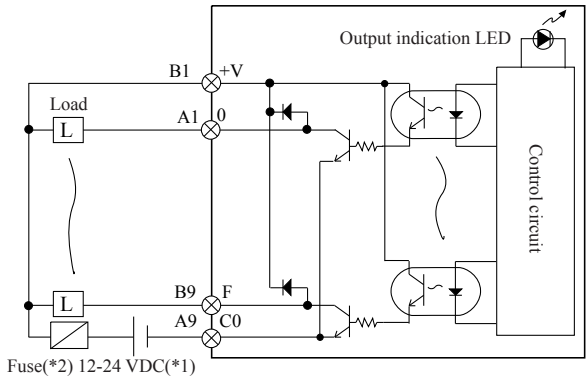 Output indication LED
B1 +V
Load
A1 0
L
Control circuit
B9 F
L
A9 C0
Fuse(*2) 12-24 VDC(*1)